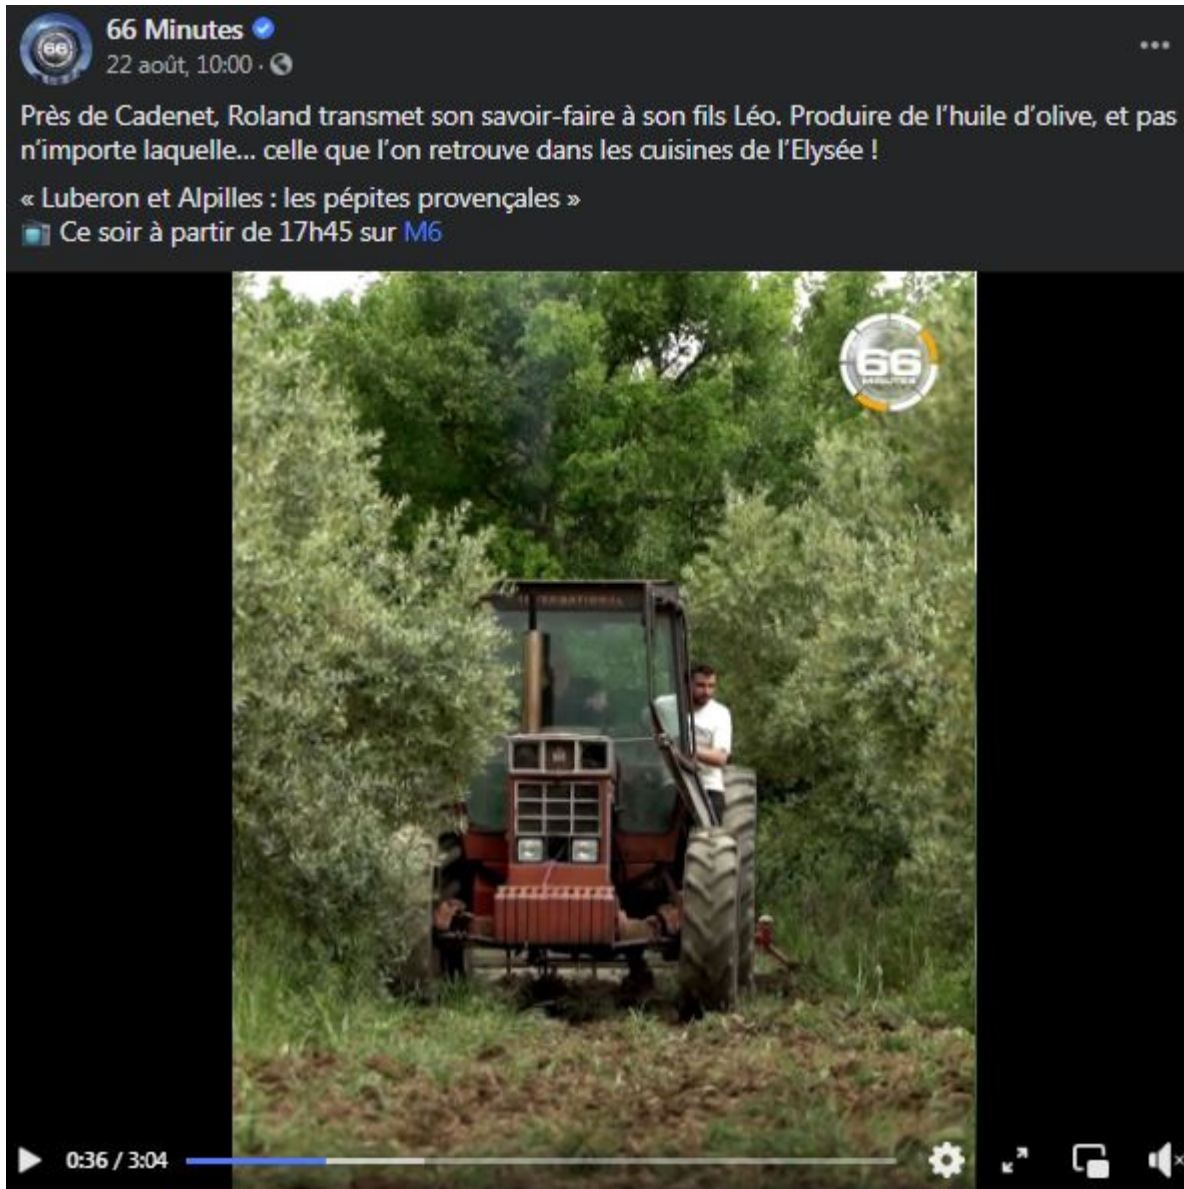 66 Minutes
22 août, 10:00 ·
Près de Cadenet, Roland transmet son savoir-faire à son fils Léo. Produire de l’huile d’olive, et pas
n’importe laquelle... celle que l’on retrouve dans les cuisines de l’Elysée !
« Luberon et Alpilles : les pépites provençales »
Ce soir à partir de 17h45 sur M6
66
MINUTES
INTERNATIONAL
0:36 / 3:04